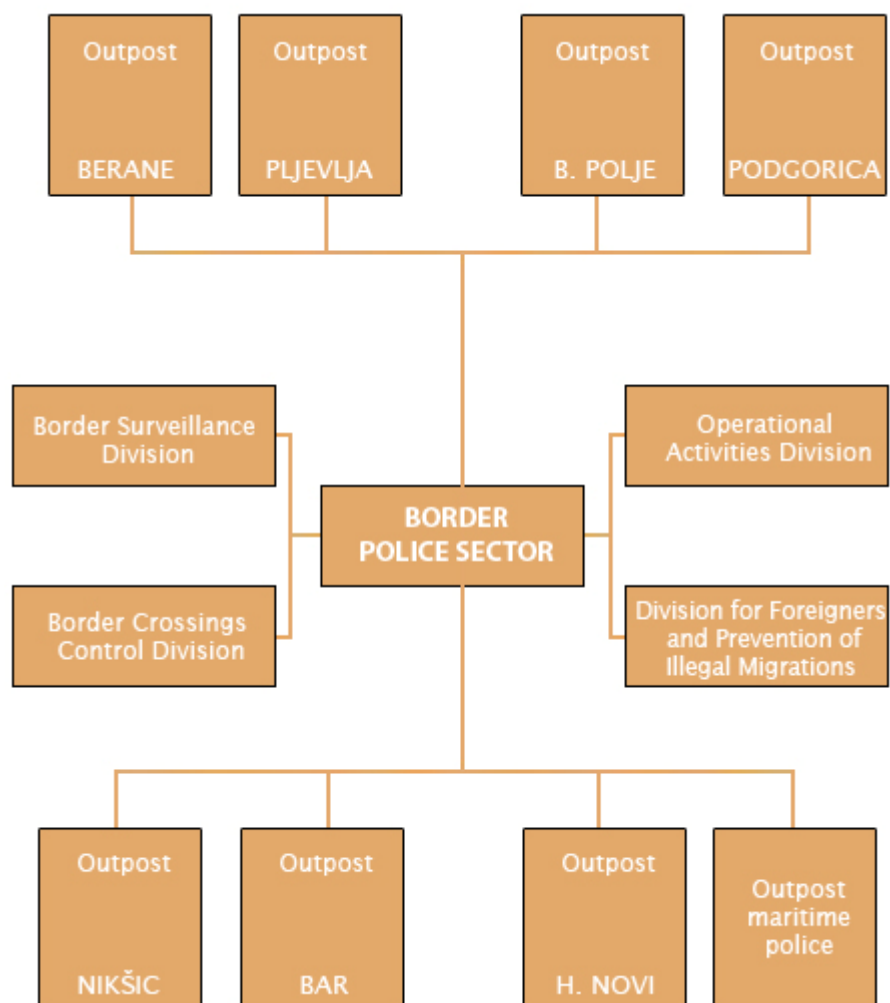 Outpost
BERANE
Outpost
PLJEVLJA
Outpost
B. POLJE
Outpost
PODGORICA
Border Surveillance
Division
Operational
Activities Division
BORDER
POLICE SECTOR
Border Crossings
Control Division
Division for Foreigners
and Prevention of
Illegal Migrations
Outpost
NIKŠIC
Outpost
BAR
Outpost
H. NOVI
Outpost
maritime
police